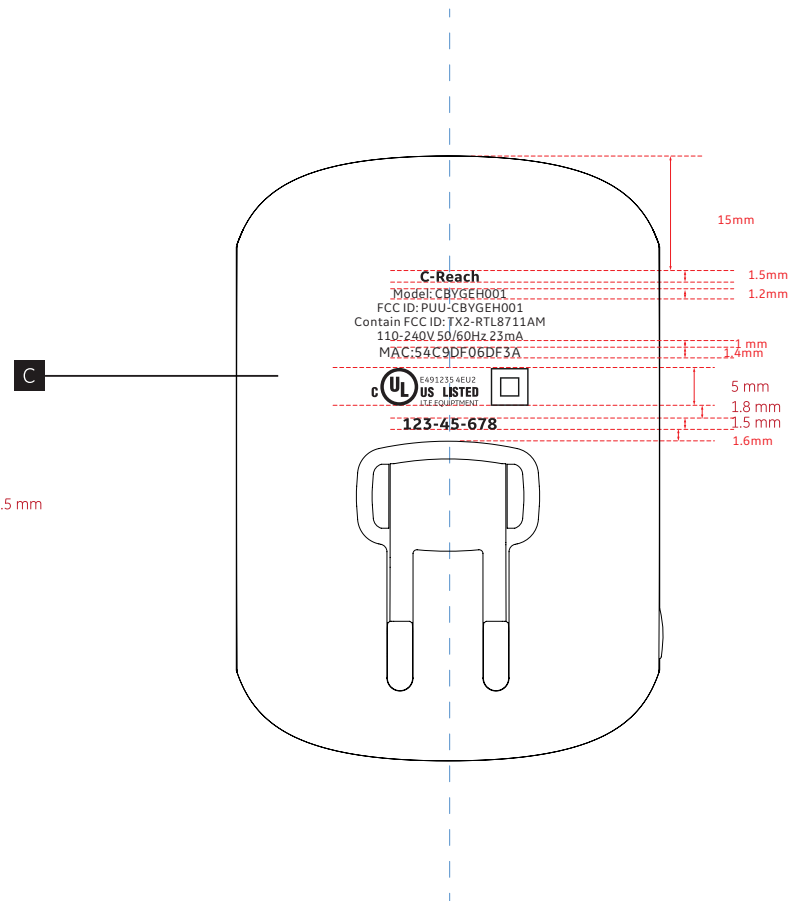 15mm
C-Reach
1.5mm
Model: CBYGEH001
1.2mm
FCC ID: PUU-CBYGEH001
Contain FCC ID: TX2-RTL8711AM
110-240V 50/60Hz 23mA
1 mm
MAC:54C9DF06DF3A
1.4mm
C
E491235 4EU2
C UL US LISTED
I.T.E EQUIPTMENT
5 mm
1.8 mm
123-45-678
1.5 mm
1.6mm
.5 mm